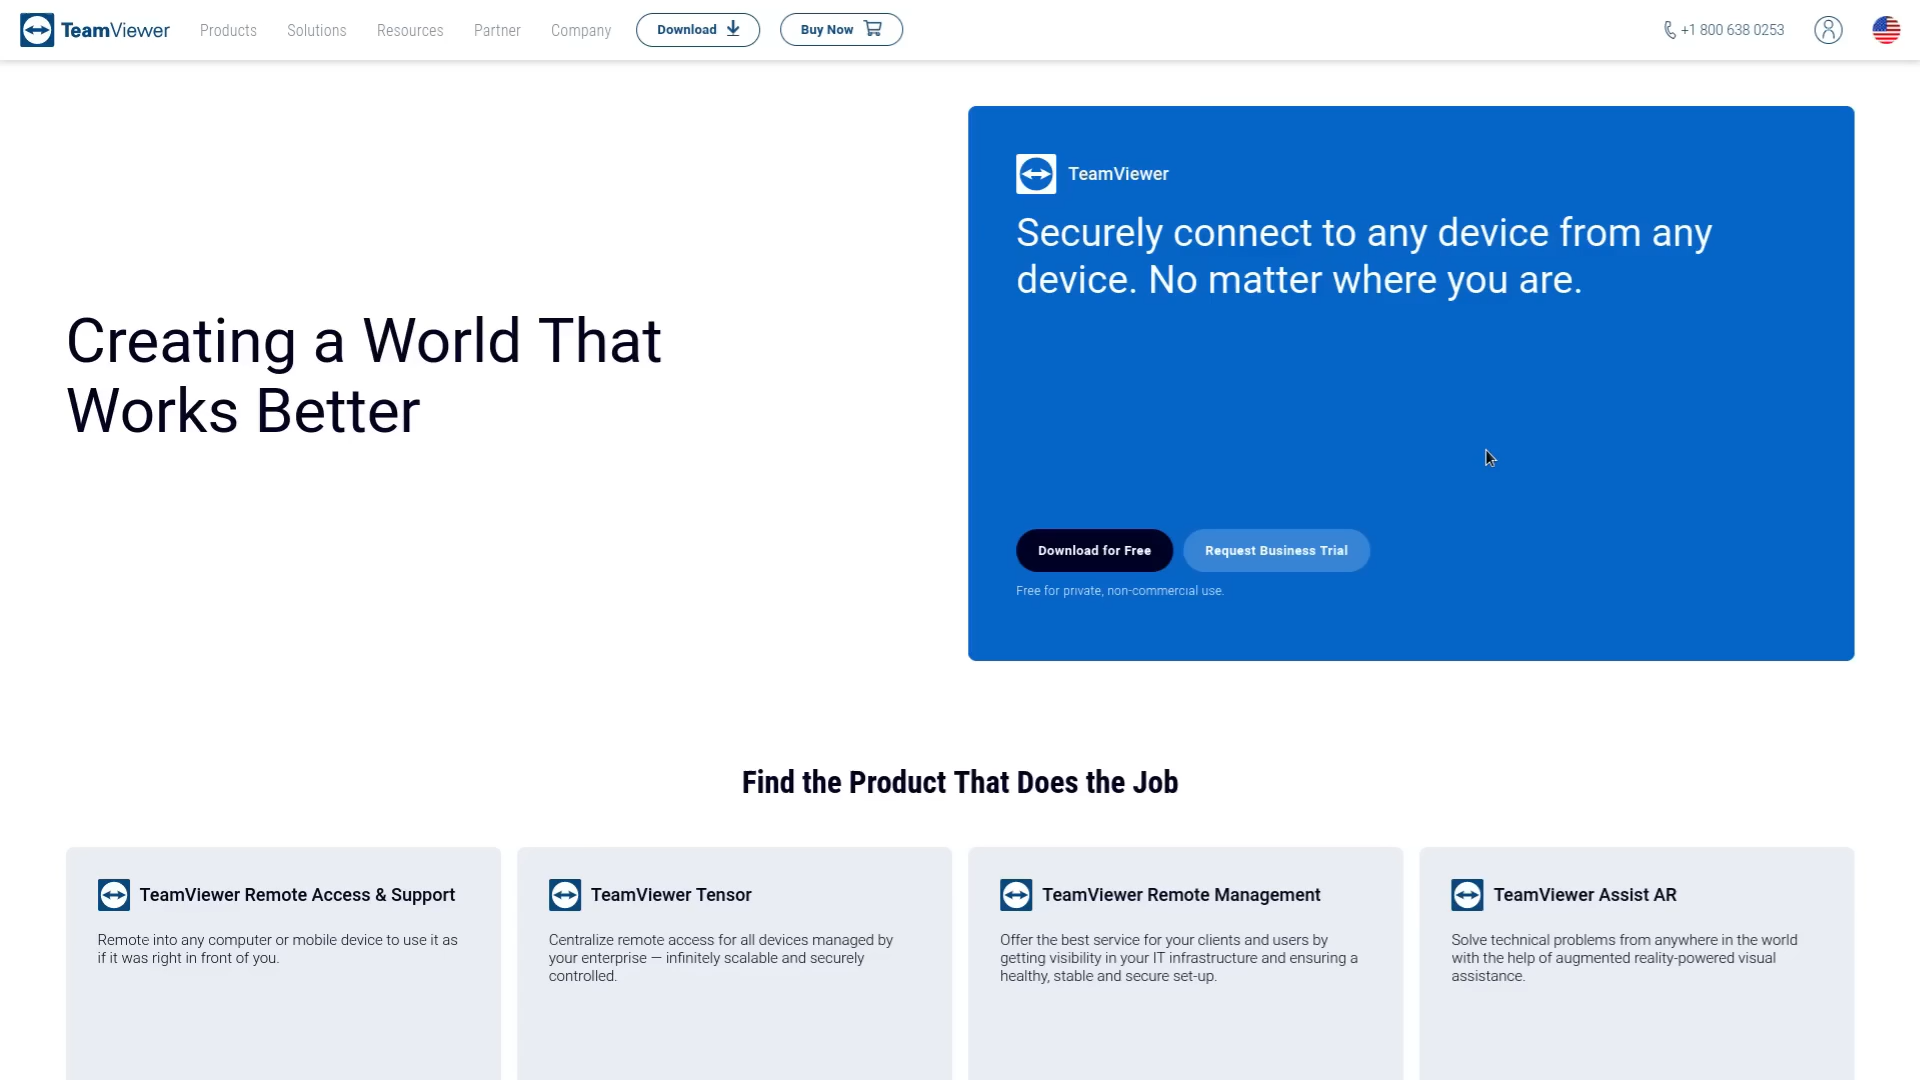 TeamViewer
Products
Solutions
Resources
Partner
Company
Download
Buy Now
+1 800 638 0253
Creating a World That
Works Better
TeamViewer
Securely connect to any device from any
device. No matter where you are.
Download for Free
Request Business Trial
Free for private, non-commercial use.
Find the Product That Does the Job
TeamViewer Remote Access & Support
Remote into any computer or mobile device to use it as
if it was right in front of you.
TeamViewer Tensor
Centralize remote access for all devices managed by
your enterprise — infinitely scalable and securely
controlled.
TeamViewer Remote Management
Offer the best service for your clients and users by
getting visibility in your IT infrastructure and ensuring a
healthy, stable and secure set-up.
TeamViewer Assist AR
Solve technical problems from anywhere in the world
with the help of augmented reality-powered visual
assistance.